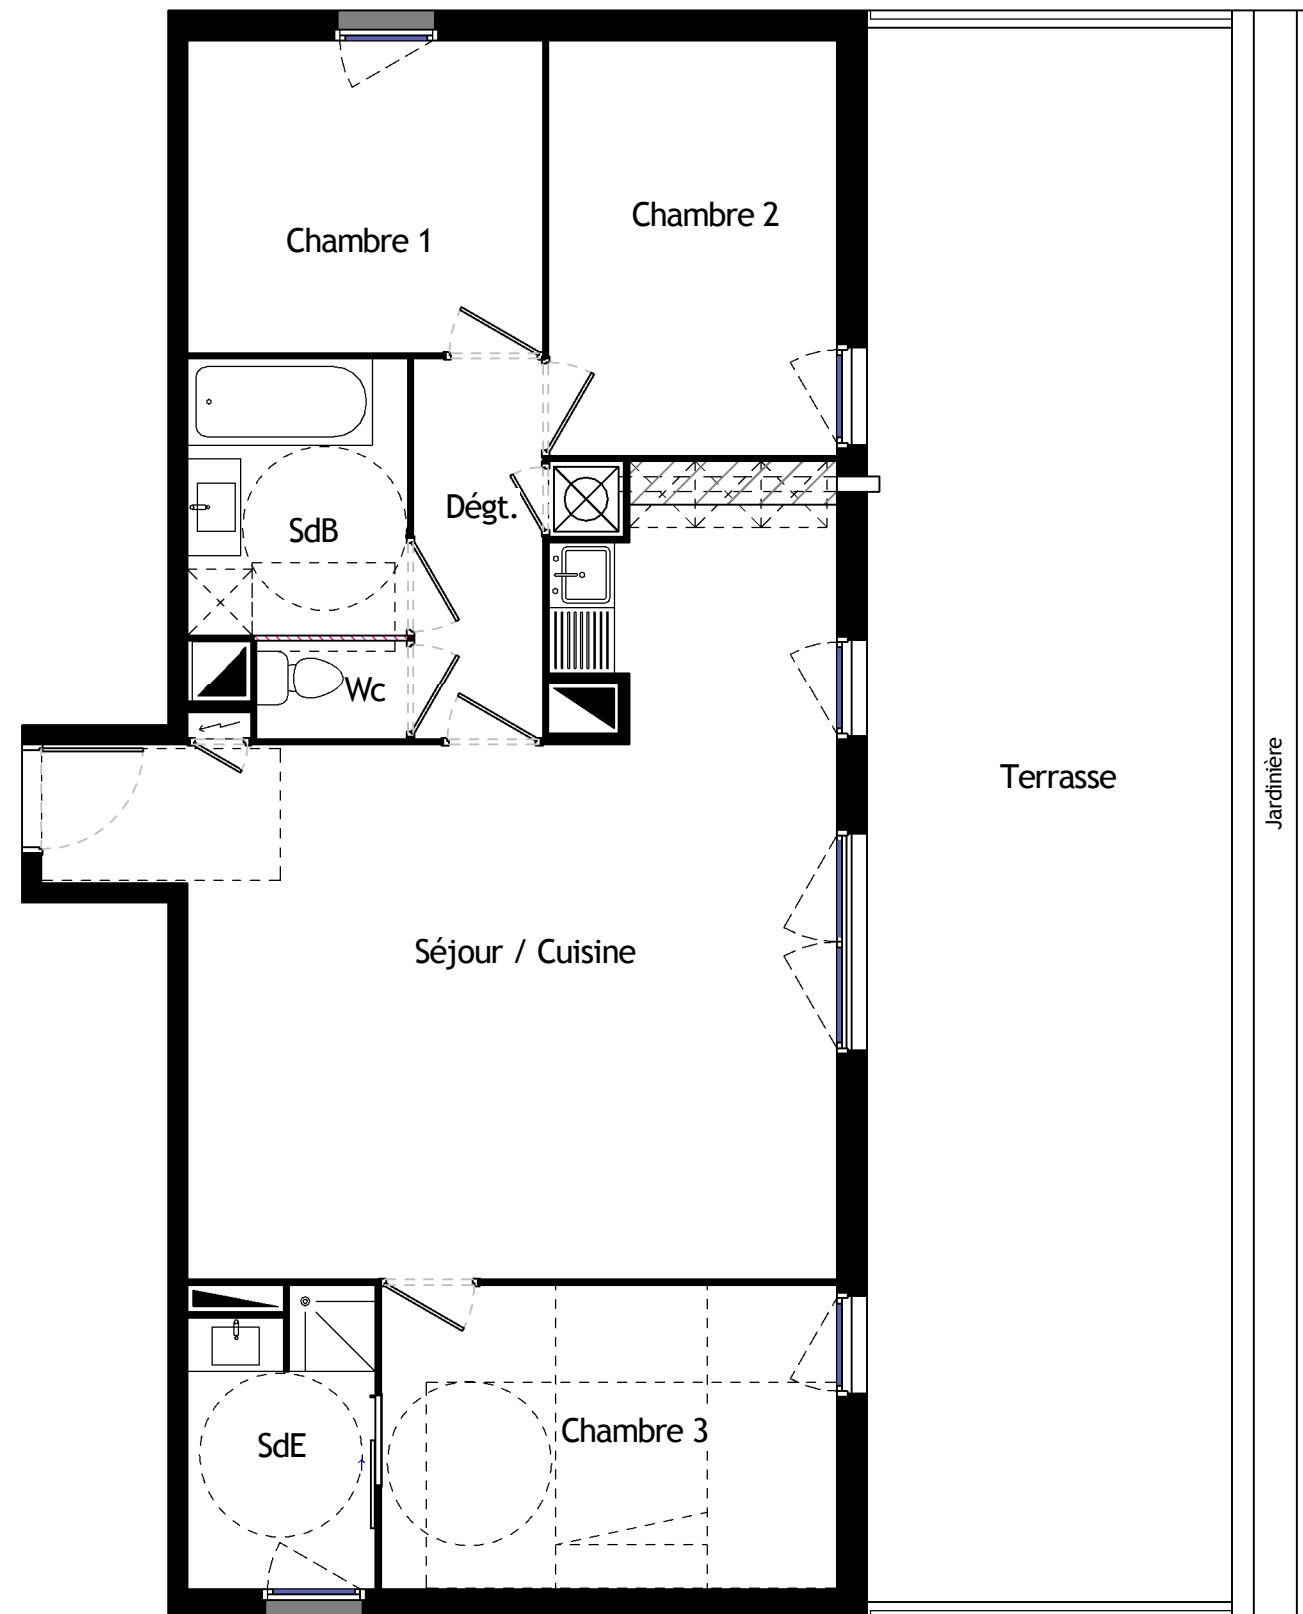 Chambre 2
Chambre 1
Dégt.
SdB
Wc
Terrasse
Jardinière
Séjour / Cuisine
Chambre 3
SdE